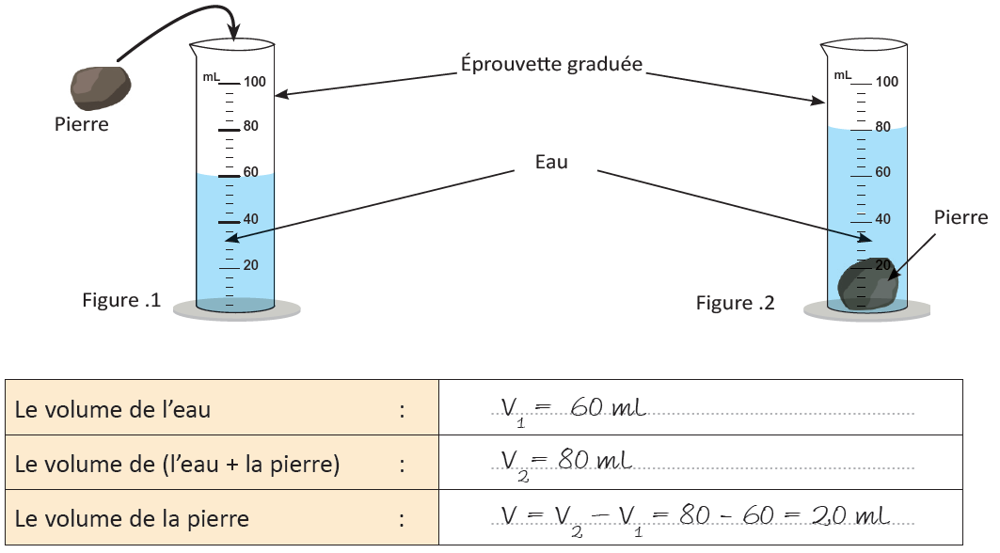 Pierre
mL
100
80
60
40
20
Figure .1
Éprouvette graduée
Eau
mL
100
80
60
40
20
Pierre
Figure .2
Le volume de l'eau : V1 = 60 mL
Le volume de (l'eau + la pierre) : V2 = 80 mL
Le volume de la pierre : V = V2 – V1 = 80 - 60 = 20 mL